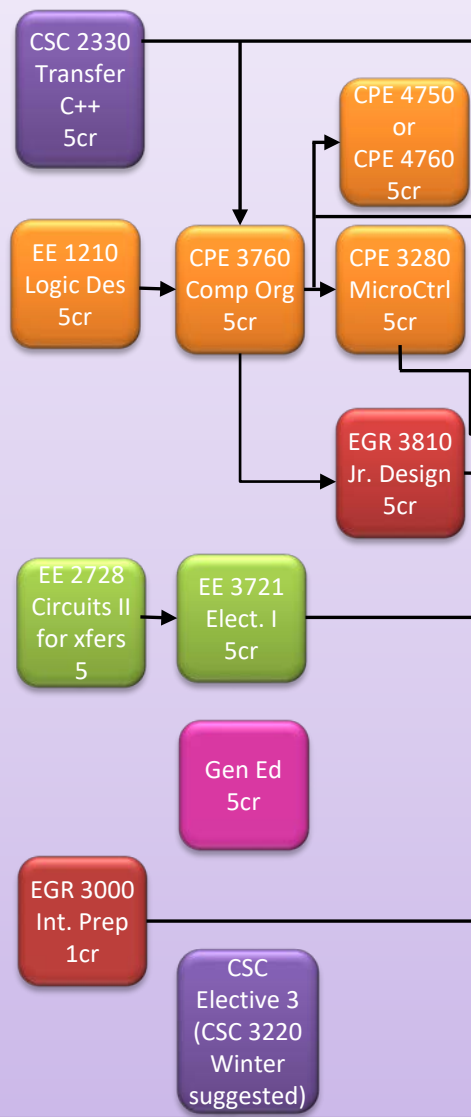 CSC 2330
Transfer
C++
5cr
CPE 4750
or
CPE 4760
5cr
EE 1210
Logic Des
5cr
CPE 3760
Comp Org
5cr
CPE 3280
MicroCtrl
5cr
EGR 3810
Jr. Design
5cr
EE 2728
Circuits II
for xfers
5
EE 3721
Elect. I
5cr
Gen Ed
5cr
EGR 3000
Int. Prep
1cr
CSC
Elective 3
(CSC 3220
Winter
suggested)